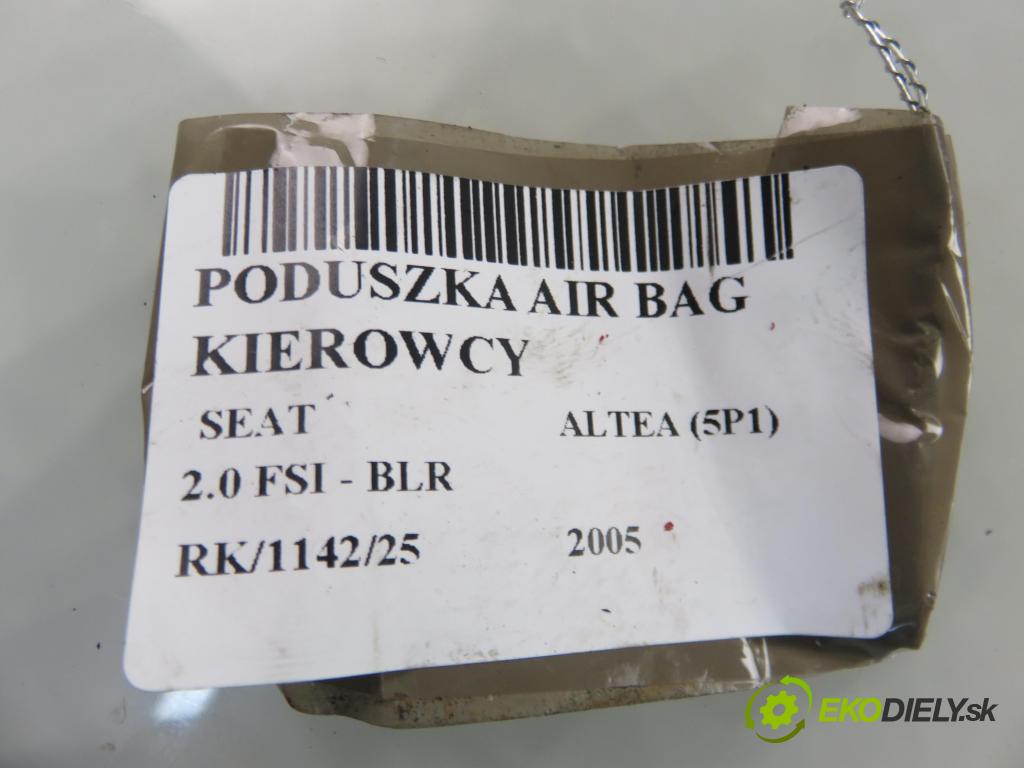 PODUSZKA AIR BAG
KIEROWCY
SEAT ALTEA (5P1)
2.0 FSI - BLR
RK/1142/25 2005
EKODIELY.sk